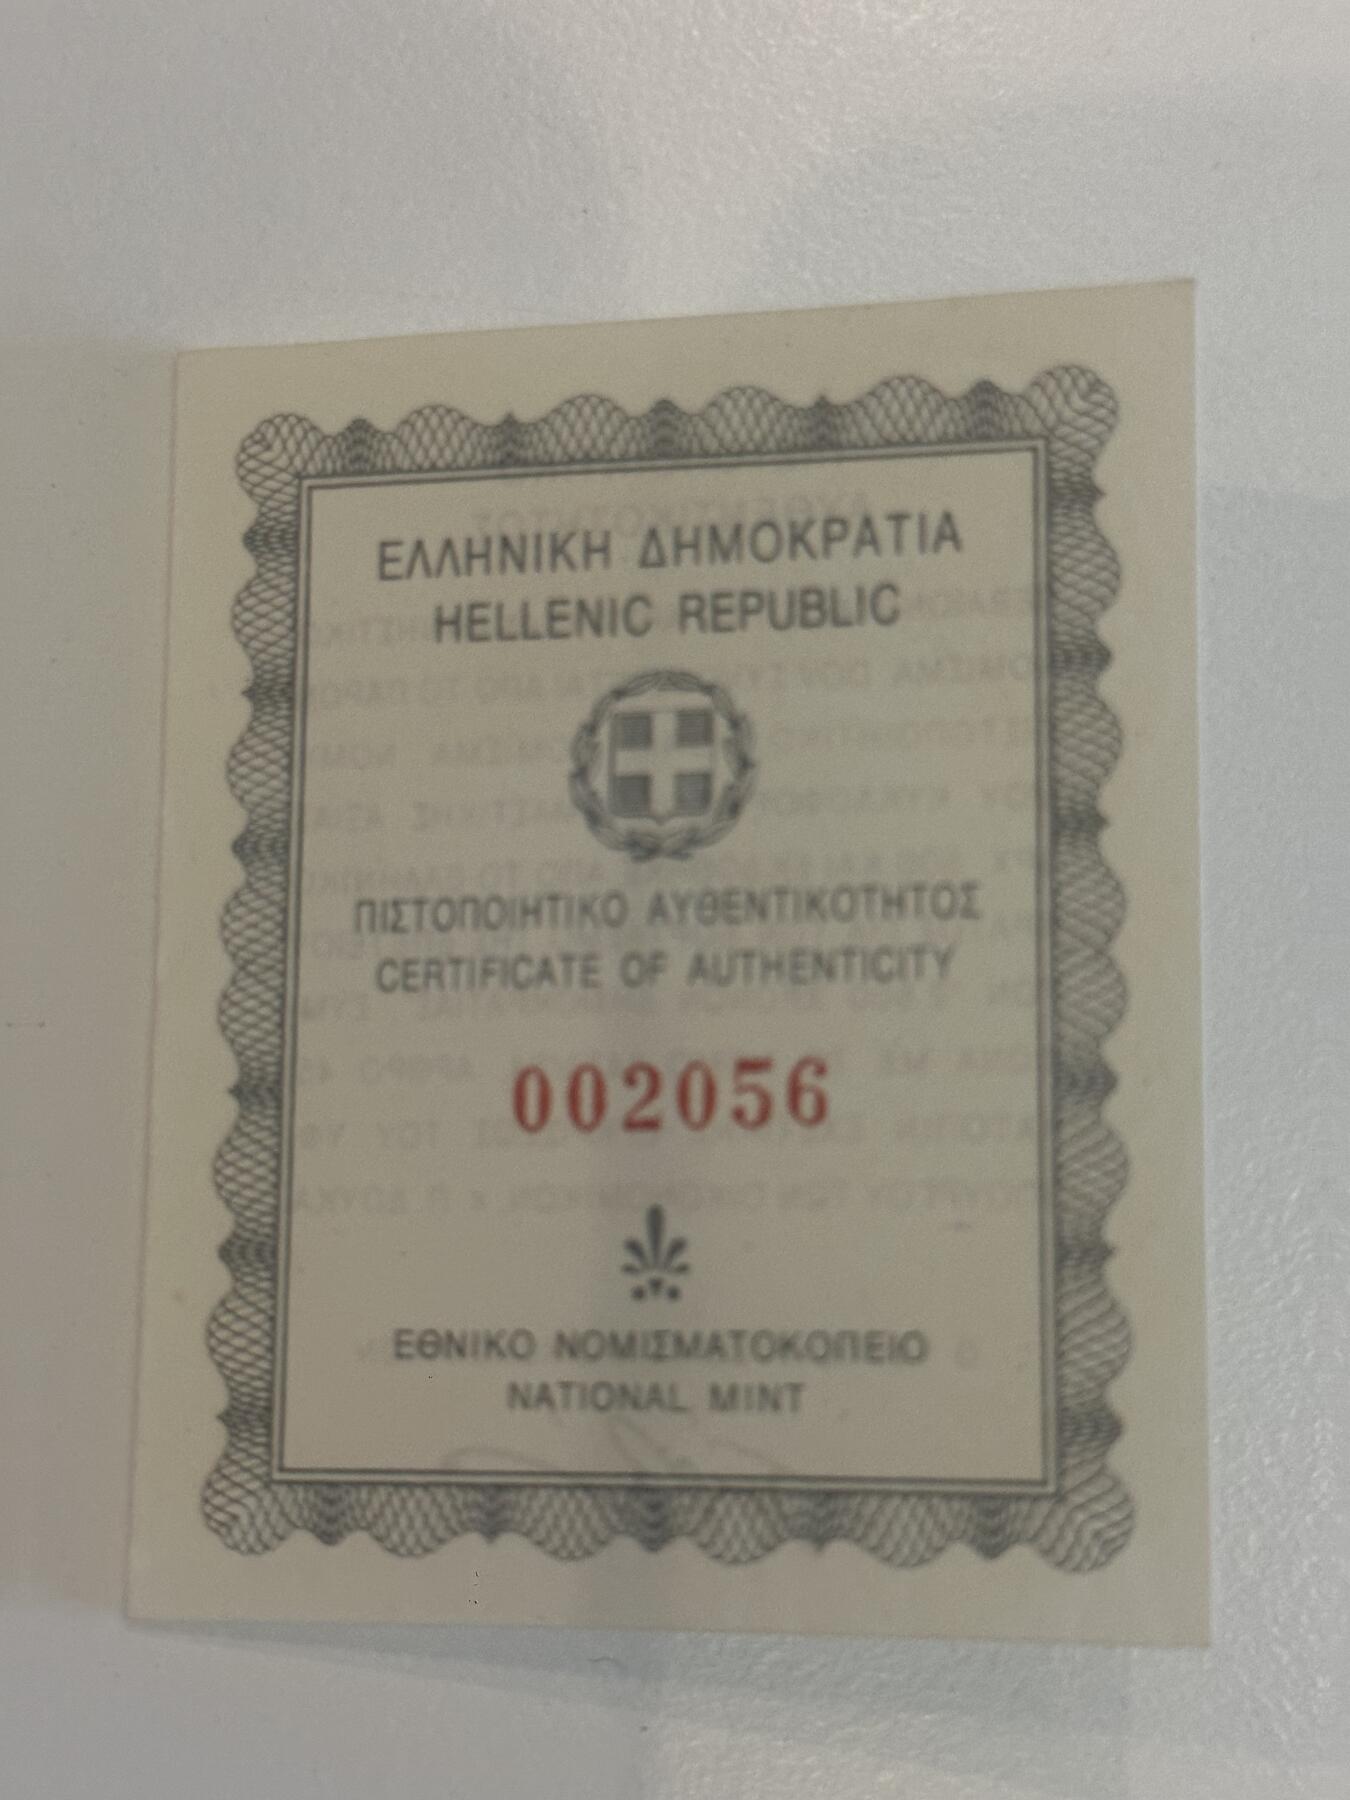 ΕΛΛΗΝΙΚΗ ΔΗΜΟΚΡΑΤΙΑ
HELLENIC REPUBLIC
ΠΙΣΤΟΠΟΙΗΤΙΚΟ ΑΥΘΕΝΤΙΚΟΤΗΤΟΣ
CERTIFICATE OF AUTHENTICITY
002056
ΕΘΝΙΚΟ ΝΟΜΙΣΜΑΤΟΚΟΠΕΙΟ
NATIONAL MINT